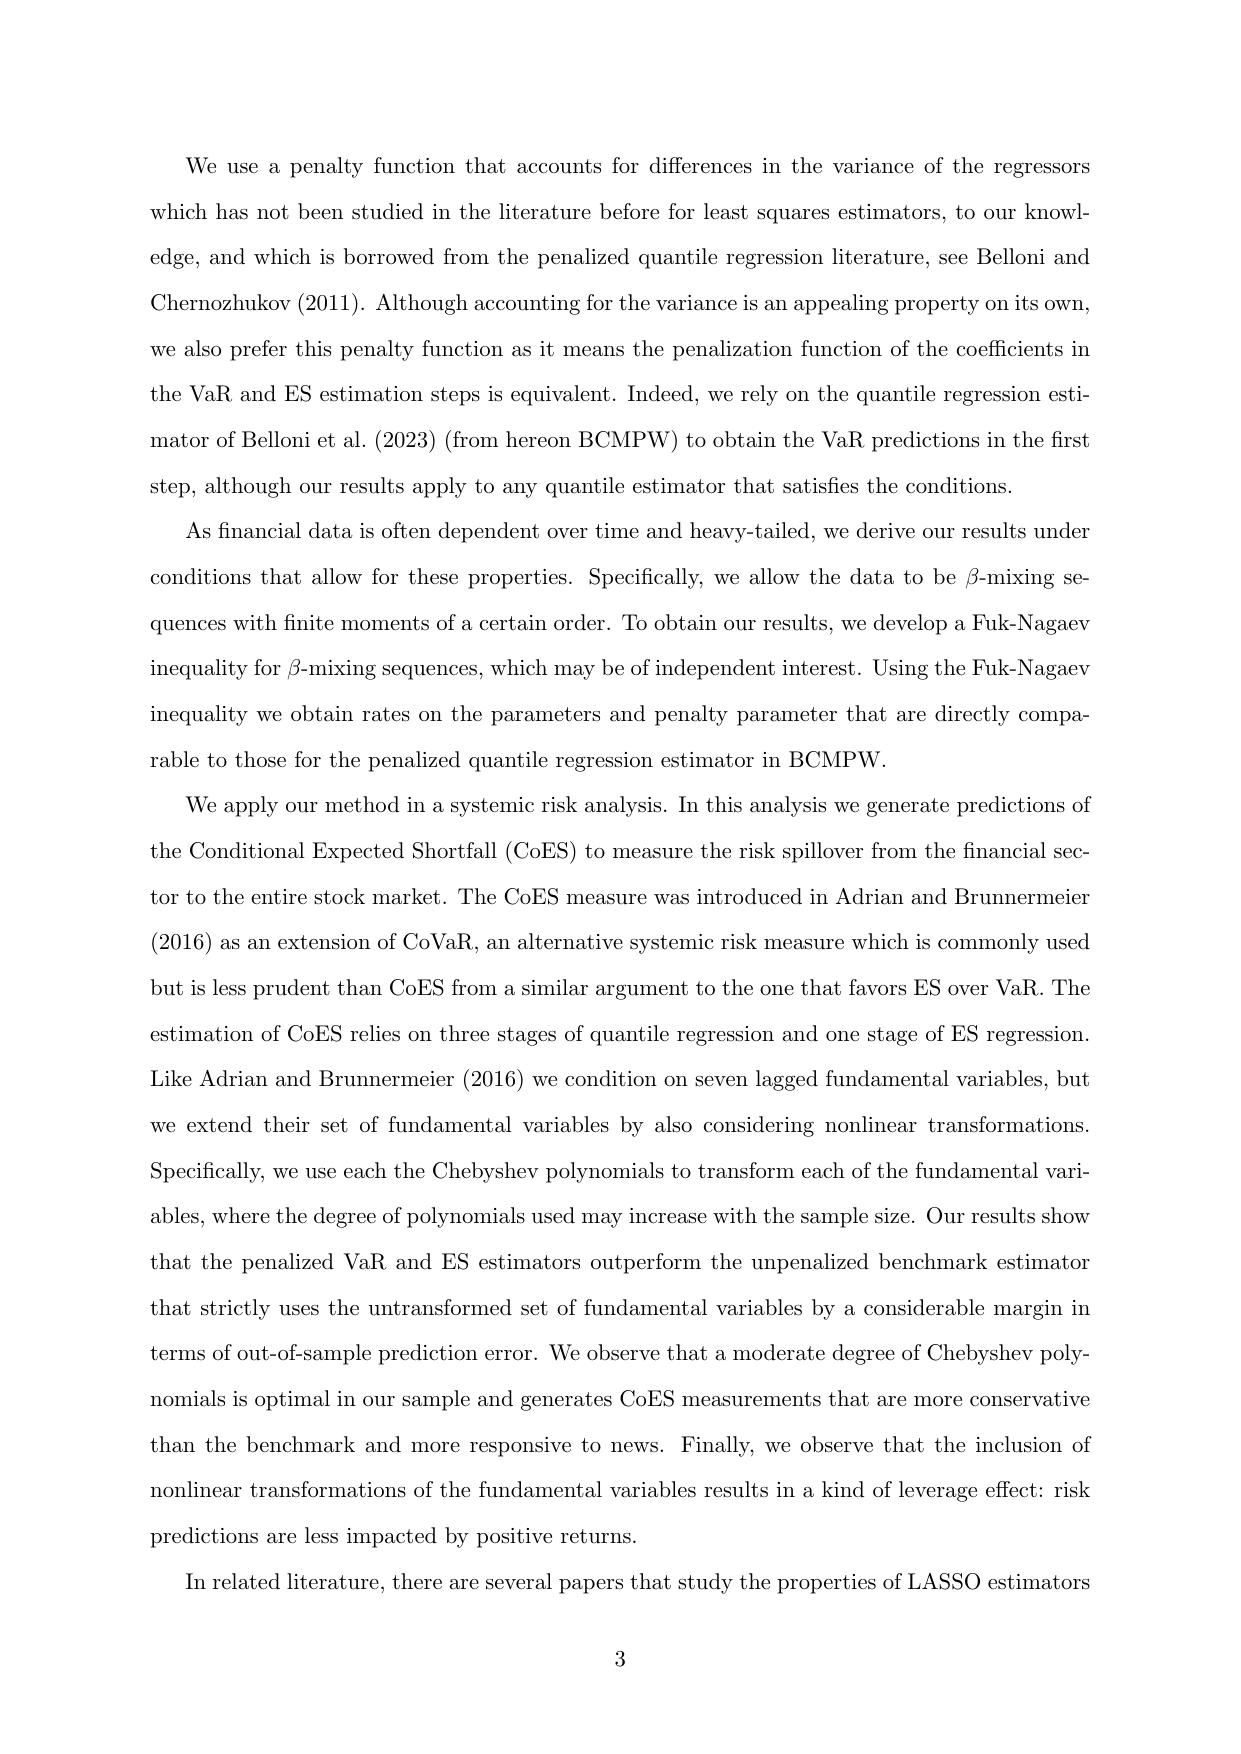 We use a penalty function that accounts for differences in the variance of the regressors
which has not been studied in the literature before for least squares estimators, to our knowl-
edge, and which is borrowed from the penalized quantile regression literature, see Belloni and
Chernozhukov (2011). Although accounting for the variance is an appealing property on its own,
we also prefer this penalty function as it means the penalization function of the coefficients in
the VaR and ES estimation steps is equivalent. Indeed, we rely on the quantile regression esti-
mator of Belloni et al. (2023) (from hereon BCMPW) to obtain the VaR predictions in the first
step, although our results apply to any quantile estimator that satisfies the conditions.
As financial data is often dependent over time and heavy-tailed, we derive our results under
conditions that allow for these properties. Specifically, we allow the data to be β-mixing se-
quences with finite moments of a certain order. To obtain our results, we develop a Fuk-Nagaev
inequality for β-mixing sequences, which may be of independent interest. Using the Fuk-Nagaev
inequality we obtain rates on the parameters and penalty parameter that are directly compa-
rable to those for the penalized quantile regression estimator in BCMPW.
We apply our method in a systemic risk analysis. In this analysis we generate predictions of
the Conditional Expected Shortfall (CoES) to measure the risk spillover from the financial sec-
tor to the entire stock market. The CoES measure was introduced in Adrian and Brunnermeier
(2016) as an extension of CoVaR, an alternative systemic risk measure which is commonly used
but is less prudent than CoES from a similar argument to the one that favors ES over VaR. The
estimation of CoES relies on three stages of quantile regression and one stage of ES regression.
Like Adrian and Brunnermeier (2016) we condition on seven lagged fundamental variables, but
we extend their set of fundamental variables by also considering nonlinear transformations.
Specifically, we use each the Chebyshev polynomials to transform each of the fundamental vari-
ables, where the degree of polynomials used may increase with the sample size. Our results show
that the penalized VaR and ES estimators outperform the unpenalized benchmark estimator
that strictly uses the untransformed set of fundamental variables by a considerable margin in
terms of out-of-sample prediction error. We observe that a moderate degree of Chebyshev poly-
nomials is optimal in our sample and generates CoES measurements that are more conservative
than the benchmark and more responsive to news. Finally, we observe that the inclusion of
nonlinear transformations of the fundamental variables results in a kind of leverage effect: risk
predictions are less impacted by positive returns.
In related literature, there are several papers that study the properties of LASSO estimators
3